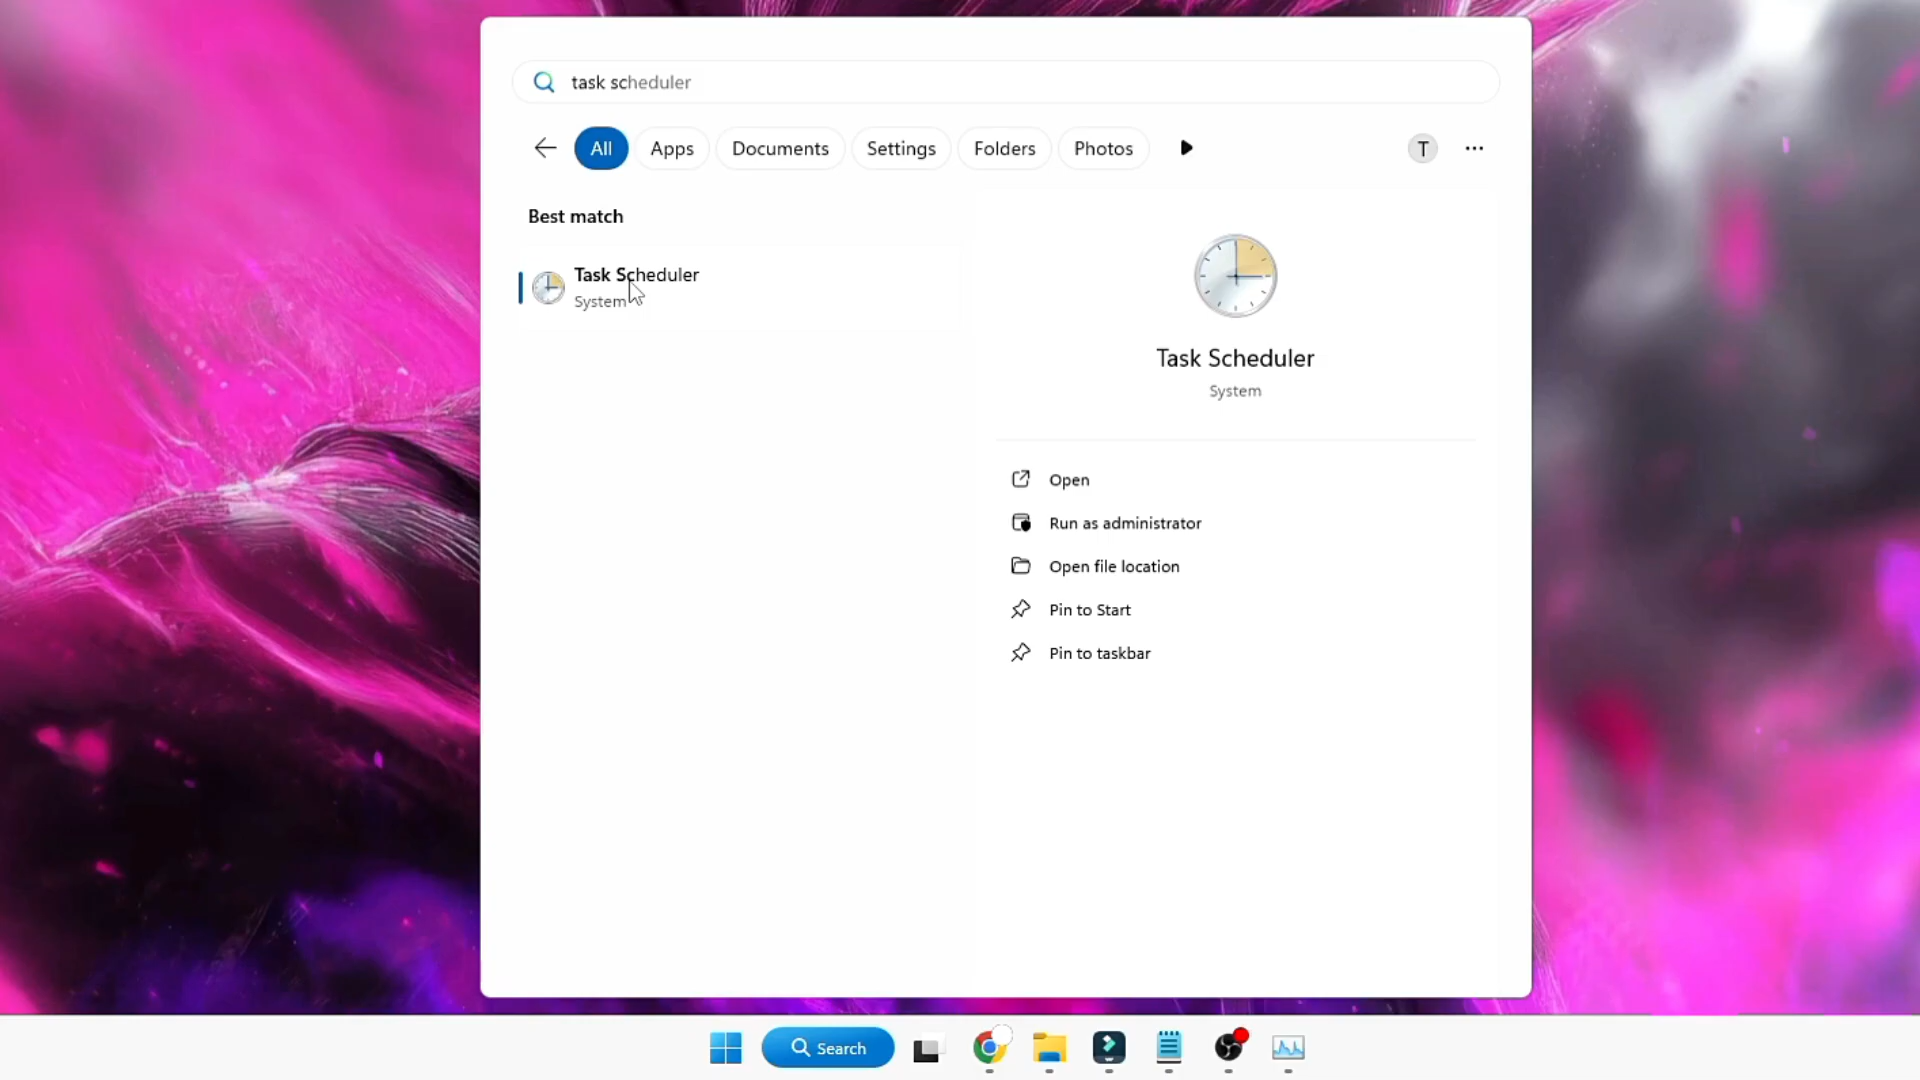 task scheduler
All Apps Documents Settings Folders Photos T
Best match
Task Scheduler
System
Task Scheduler
System
Open
Run as administrator
Open file location
Pin to Start
Pin to taskbar
Search